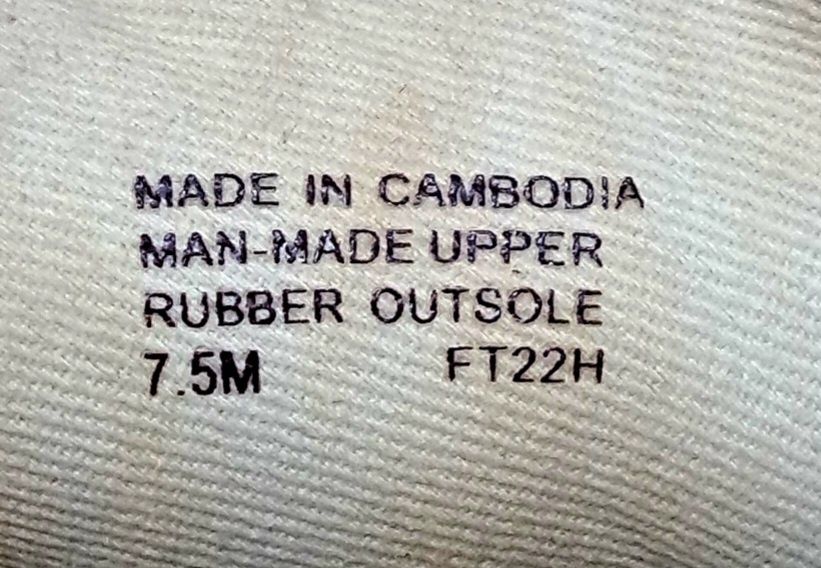 MADE IN CAMBODIA
MAN-MADE UPPER
RUBBER OUTSOLE
7.5M FT22H